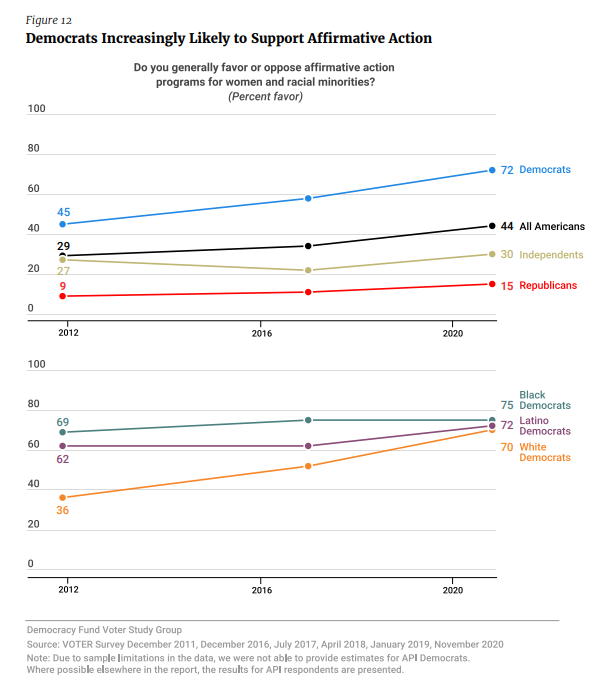 Figure 12
Democrats Increasingly Likely to Support Affirmative Action
Do you generally favor or oppose affirmative action
programs for women and racial minorities?
(Percent favor)
100
80
60
40
20
0
45
29
27
9
72 Democrats
44 All Americans
30 Independents
15 Republicans
2012 2016 2020
100
80
60
40
20
0
69
62
36
75 Black
Democrats
72 Latino
Democrats
70 White
Democrats
2012 2016 2020
Democracy Fund Voter Study Group
Source: VOTER Survey December 2011, December 2016, July 2017, April 2018, January 2019, November 2020
Note: Due to sample limitations in the data, we were not able to provide estimates for API Democrats.
Where possible elsewhere in the report, the results for API respondents are presented.